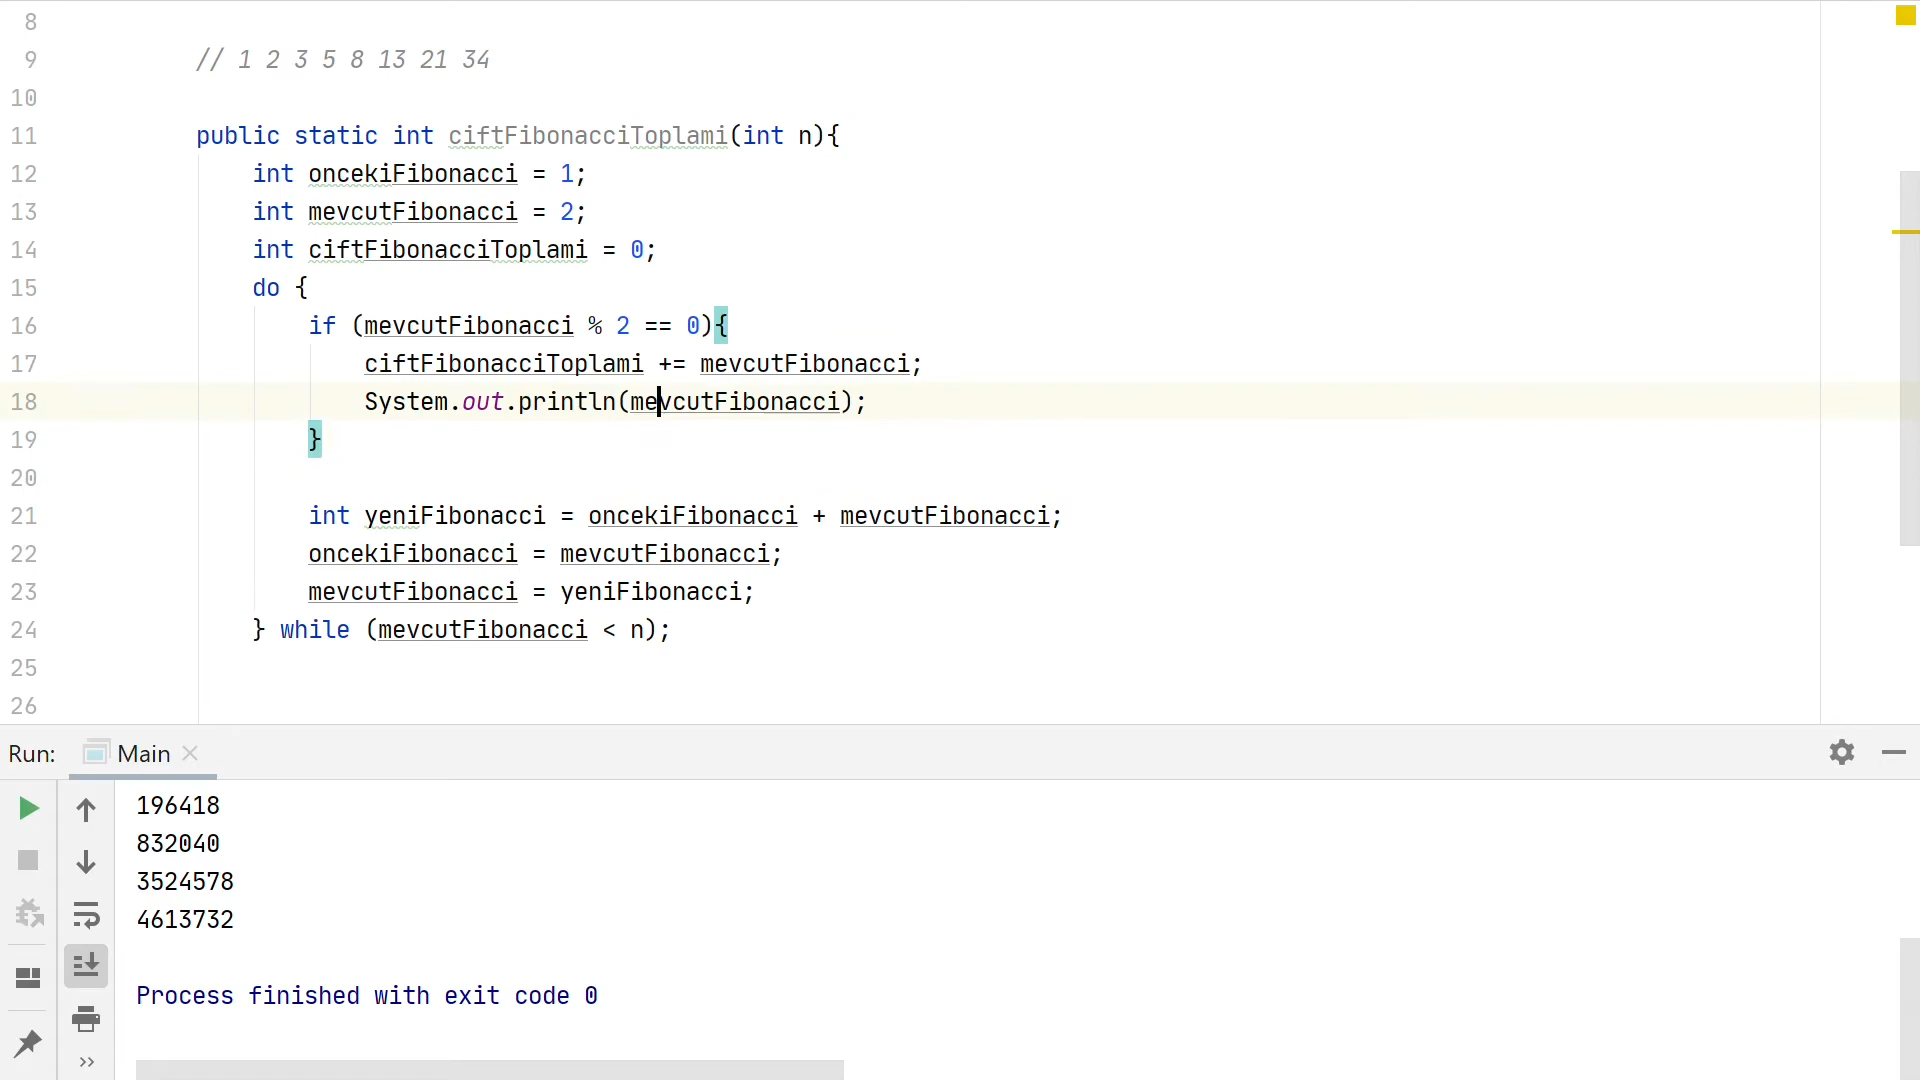 8
9 // 1 2 3 5 8 13 21 34
10
11 public static int ciftFibonacciToplami(int n){
12 int oncekiFibonacci = 1;
13 int mevcutFibonacci = 2;
14 int ciftFibonacciToplami = 0;
15 do {
16 if (mevcutFibonacci % 2 == 0){
17 ciftFibonacciToplami += mevcutFibonacci;
18 System.out.println(mevcutFibonacci);
19 }
20
21 int yeniFibonacci = oncekiFibonacci + mevcutFibonacci;
22 oncekiFibonacci = mevcutFibonacci;
23 mevcutFibonacci = yeniFibonacci;
24 } while (mevcutFibonacci < n);
25
26
Run: Main
196418
832040
3524578
4613732
Process finished with exit code 0